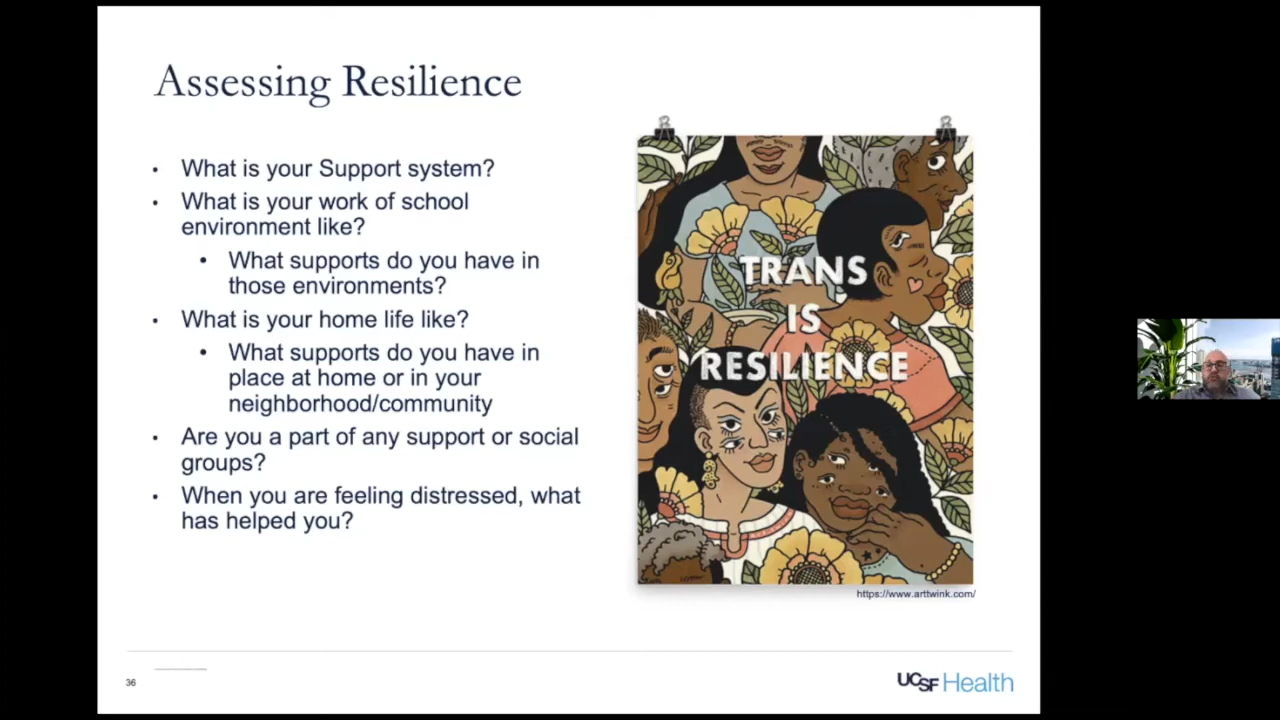 Assessing Resilience
• What is your Support system?
• What is your work of school
environment like?
• What supports do you have in
those environments?
• What is your home life like?
• What supports do you have in
place at home or in your
neighborhood/community
• Are you a part of any support or social
groups?
• When you are feeling distressed, what
has helped you?
TRANS
IS
RESILIENCE
https://www.arttwink.com/
36
UCSF Health